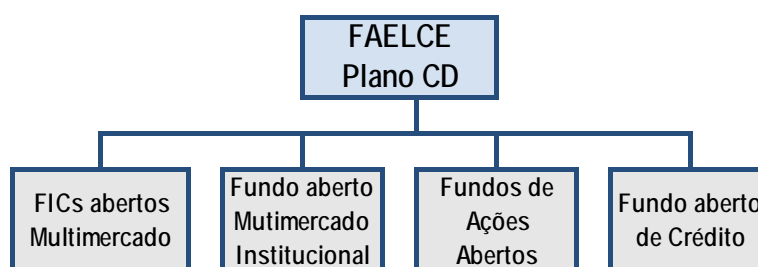 FAELCE
Plano CD
FICs abertos
Multimercado
Fundo aberto
Mutimercado
Institucional
Fundos de
Ações
Abertos
Fundo aberto
de Crédito